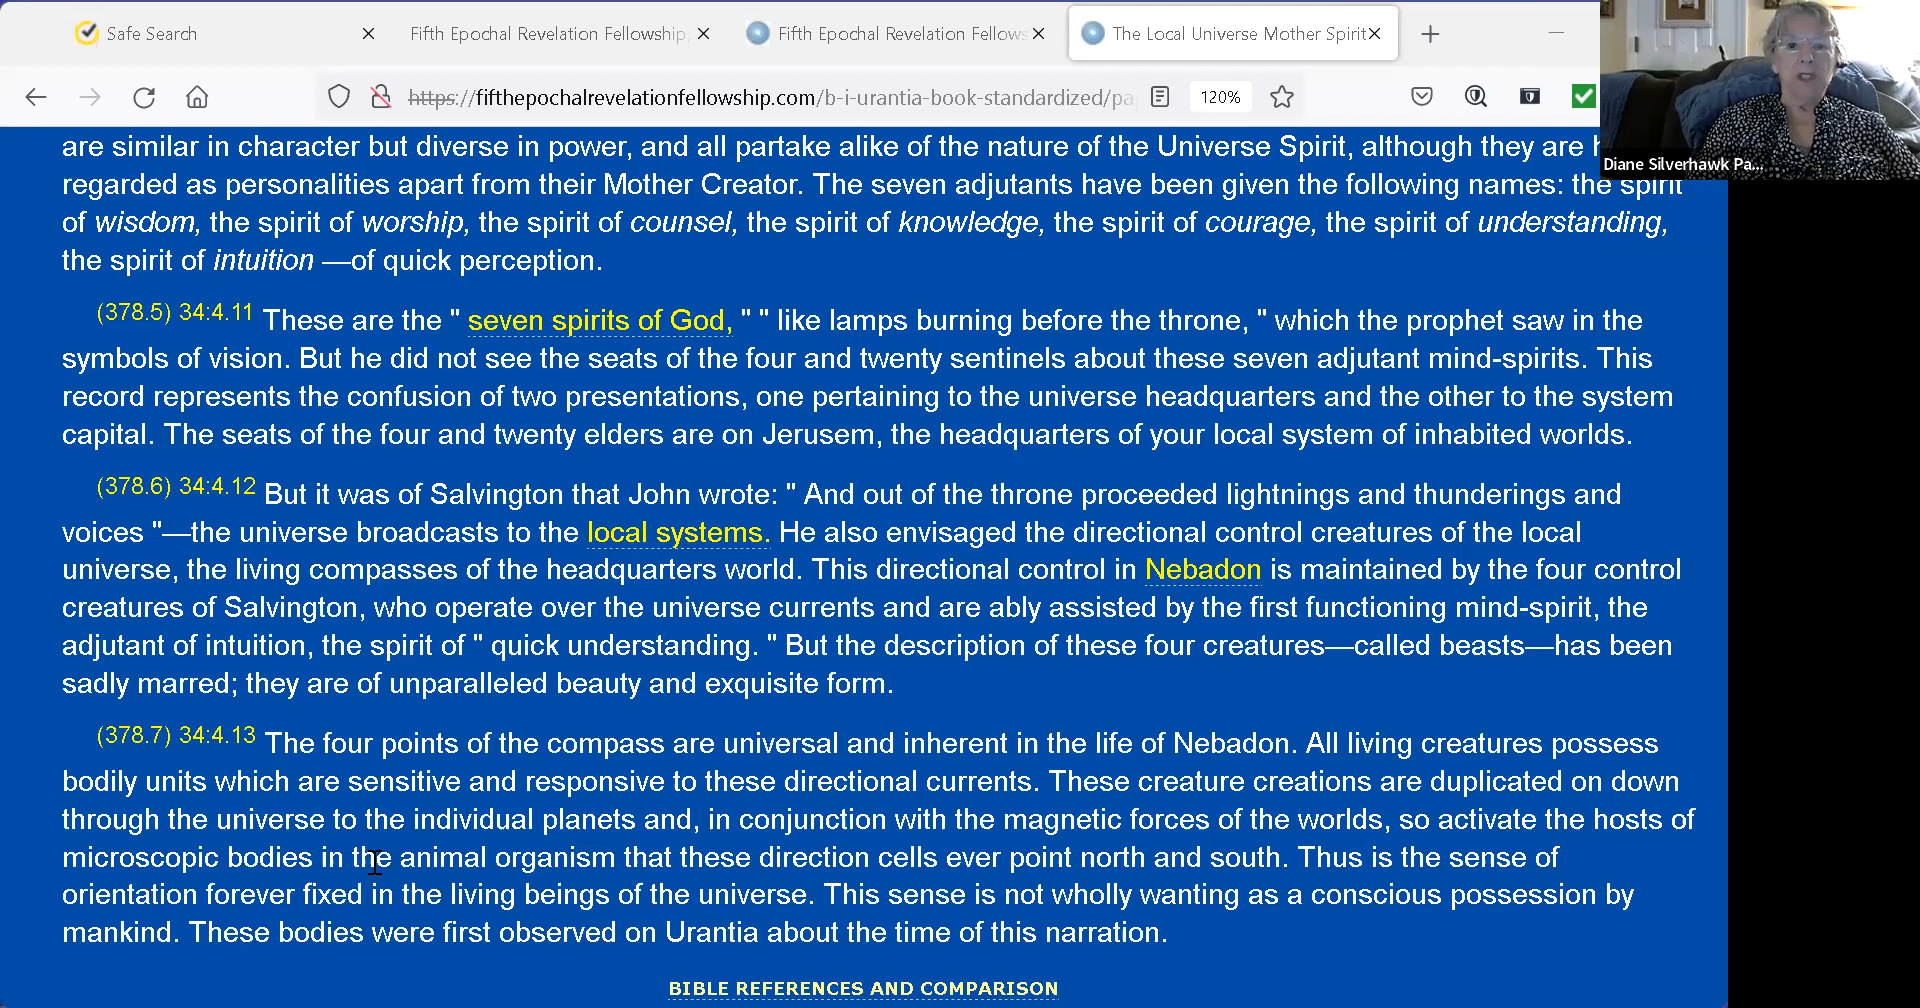 Safe Search
Fifth Epochal Revelation Fellowship,
Fifth Epochal Revelation Fellows
The Local Universe Mother Spirit
https://fifthepochalrevelationfellowship.com/b-i-urantia-book-standardized/pa
120%
Diane Silverhawk Pa...
are similar in character but diverse in power, and all partake alike of the nature of the Universe Spirit, although they are
regarded as personalities apart from their Mother Creator. The seven adjutants have been given the following names: the spirit
of wisdom, the spirit of worship, the spirit of counsel, the spirit of knowledge, the spirit of courage, the spirit of understanding,
the spirit of intuition —of quick perception.
(378.5) 34:4.11 These are the " seven spirits of God, " " like lamps burning before the throne, " which the prophet saw in the
symbols of vision. But he did not see the seats of the four and twenty sentinels about these seven adjutant mind-spirits. This
record represents the confusion of two presentations, one pertaining to the universe headquarters and the other to the system
capital. The seats of the four and twenty elders are on Jerusem, the headquarters of your local system of inhabited worlds.
(378.6) 34:4.12 But it was of Salvington that John wrote: " And out of the throne proceeded lightnings and thunderings and
voices "—the universe broadcasts to the local systems. He also envisaged the directional control creatures of the local
universe, the living compasses of the headquarters world. This directional control in Nebadon is maintained by the four control
creatures of Salvington, who operate over the universe currents and are ably assisted by the first functioning mind-spirit, the
adjutant of intuition, the spirit of " quick understanding. " But the description of these four creatures—called beasts—has been
sadly marred; they are of unparalleled beauty and exquisite form.
(378.7) 34:4.13 The four points of the compass are universal and inherent in the life of Nebadon. All living creatures possess
bodily units which are sensitive and responsive to these directional currents. These creature creations are duplicated on down
through the universe to the individual planets and, in conjunction with the magnetic forces of the worlds, so activate the hosts of
microscopic bodies in the animal organism that these direction cells ever point north and south. Thus is the sense of
orientation forever fixed in the living beings of the universe. This sense is not wholly wanting as a conscious possession by
mankind. These bodies were first observed on Urantia about the time of this narration.
BIBLE REFERENCES AND COMPARISON